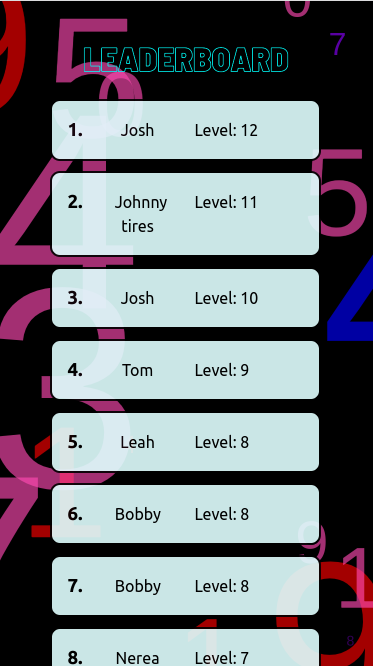 LEADERBOARD
1. Josh Level: 12
2. Johnny Level: 11
tires
3. Josh Level: 10
4. Tom Level: 9
5. Leah Level: 8
6. Bobby Level: 8
7. Bobby Level: 8
8. Nerea Level: 7